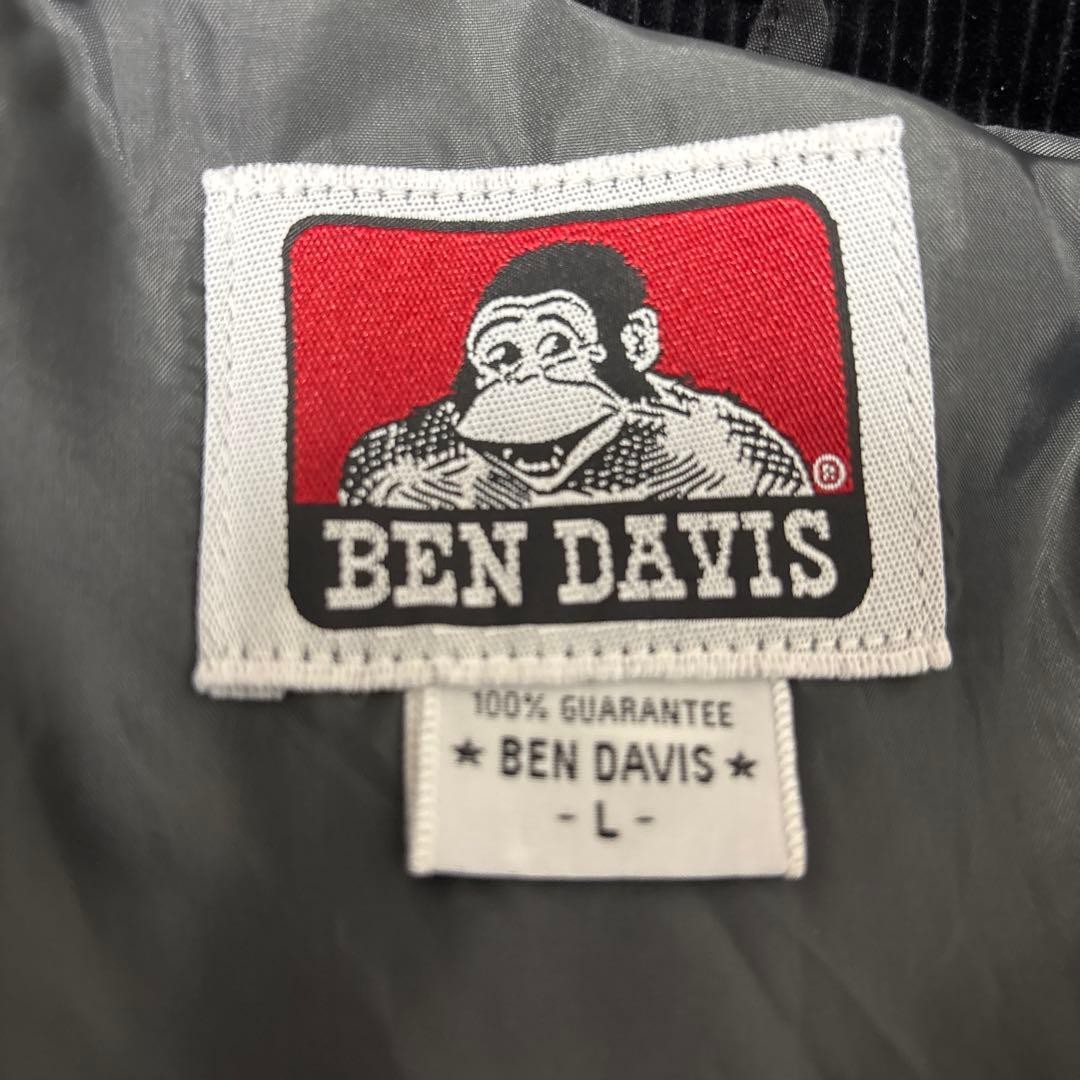 ®
BEN DAVIS
100% GUARANTEE
★ BEN DAVIS ★
- L -